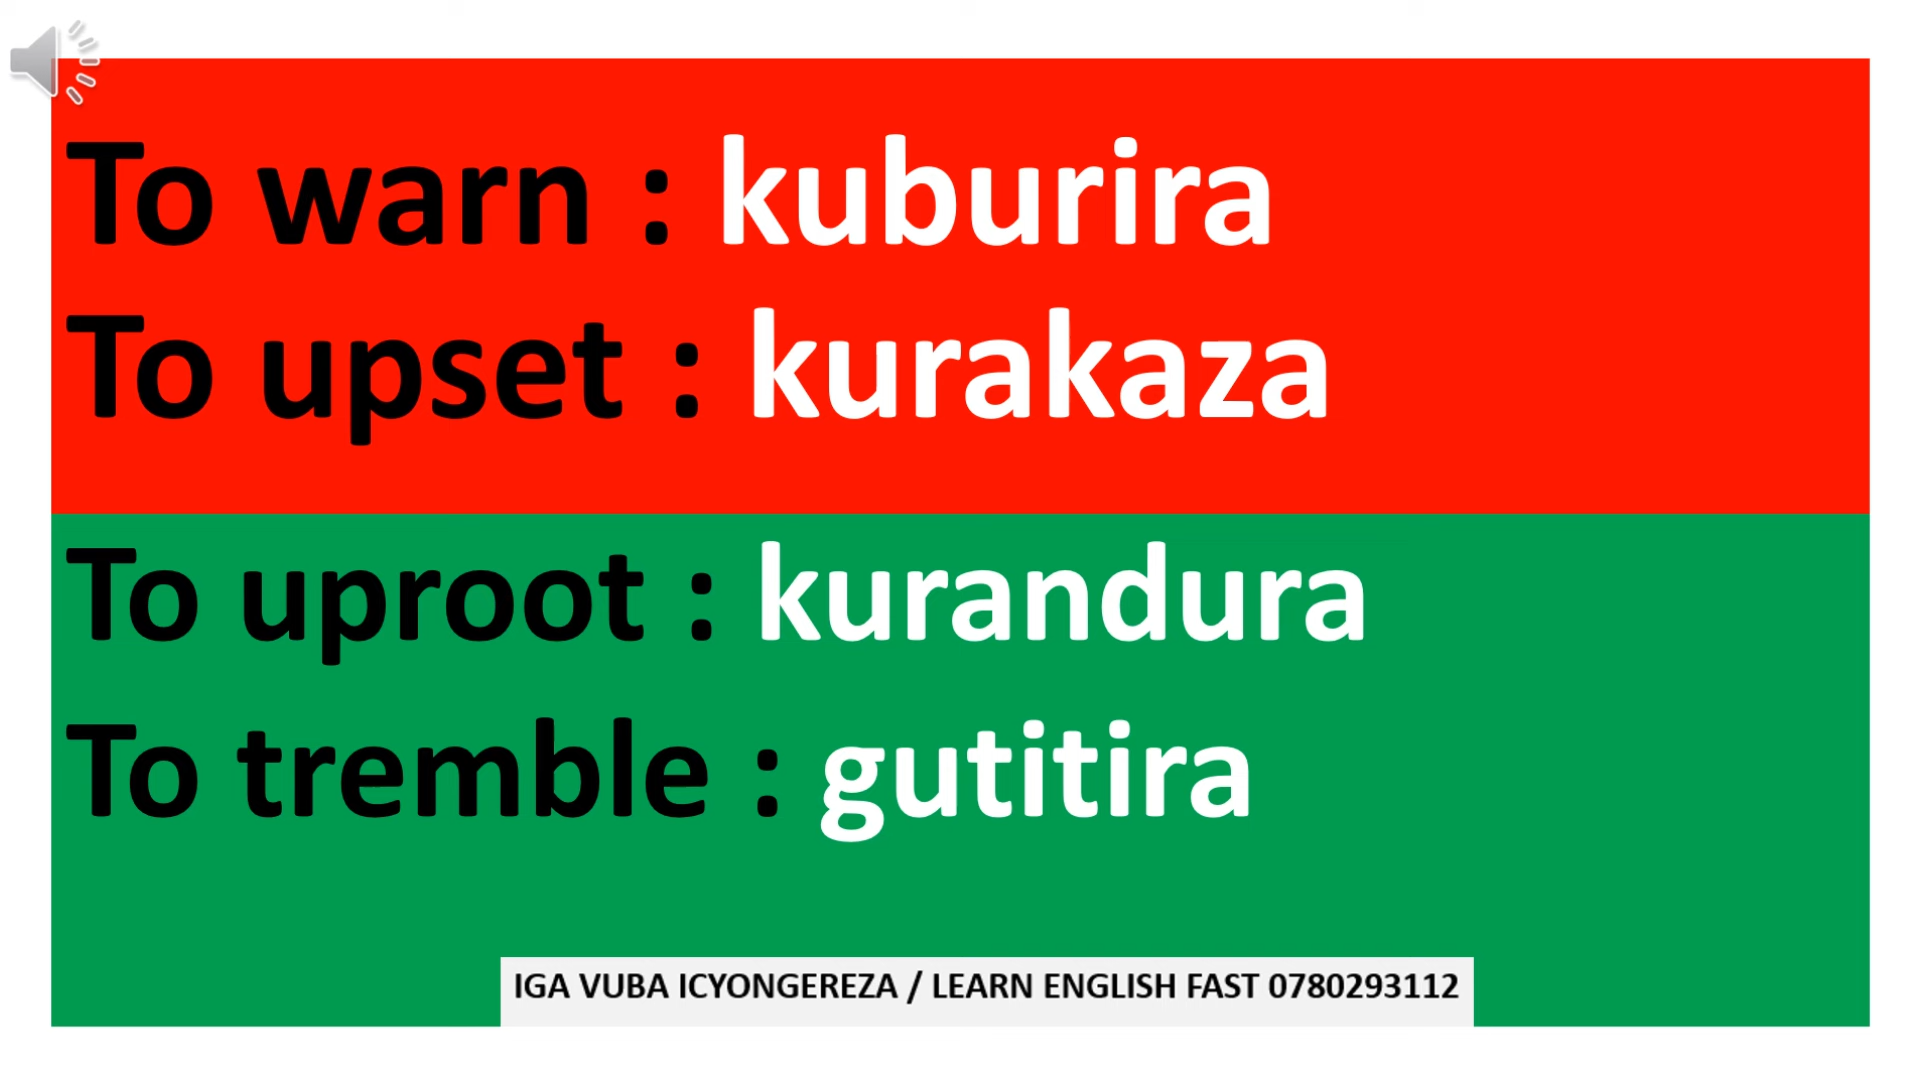 To warn : kuburira
To upset : kurakaza
To uproot : kurandura
To tremble : gutitira
IGA VUBA ICYONGEREZA / LEARN ENGLISH FAST 0780293112